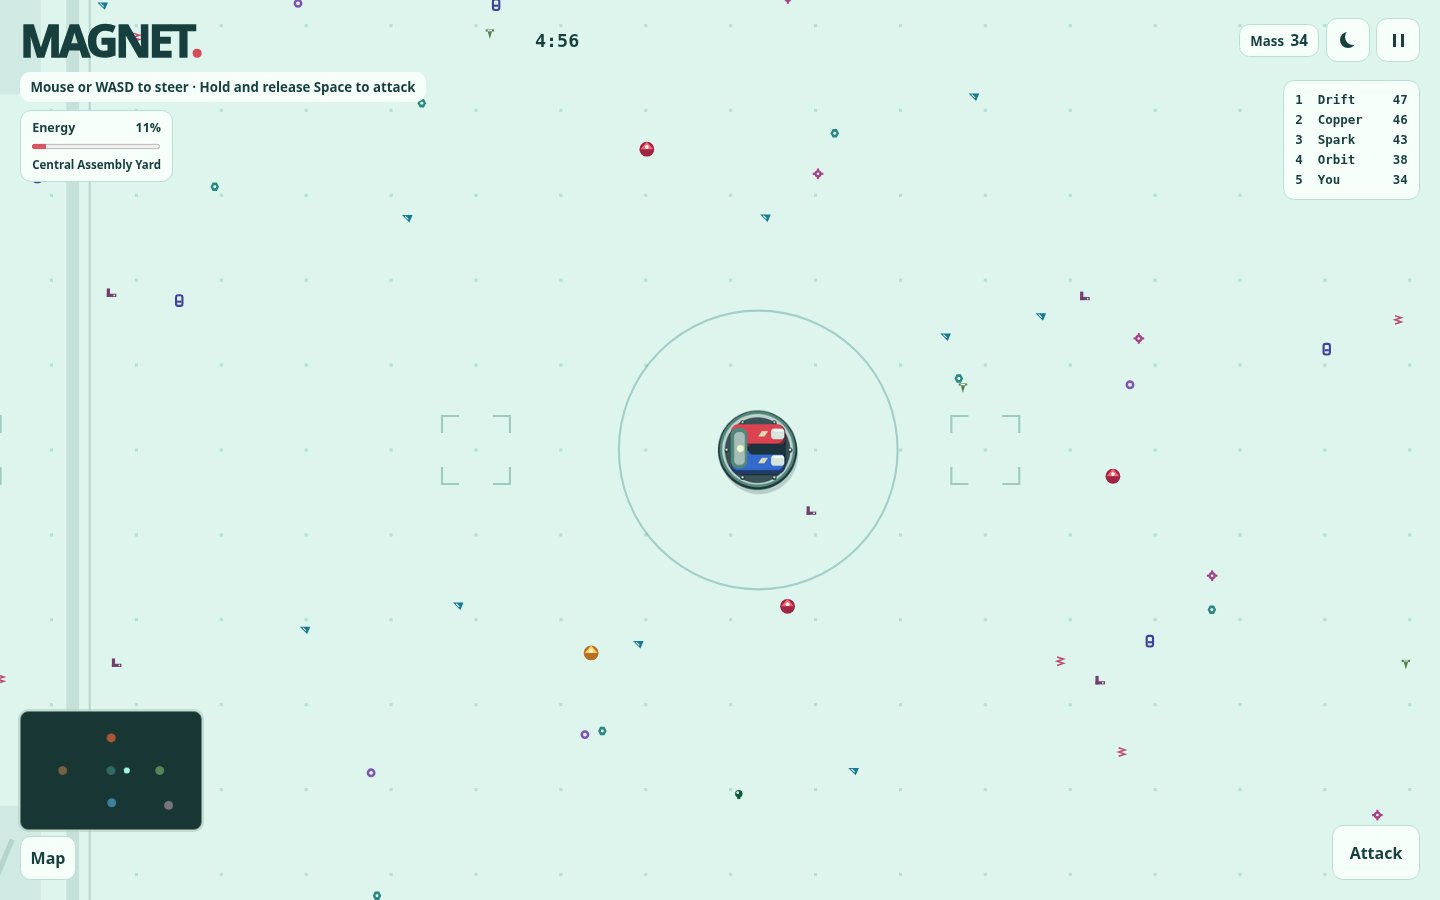 MAGNET.
4:56
Mass 34
Mouse or WASD to steer · Hold and release Space to attack
Energy 11%
Central Assembly Yard
1 Drift 47
2 Copper 46
3 Spark 43
4 Orbit 38
5 You 34
Map
Attack